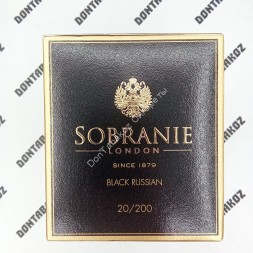 SOBRANIE
LONDON
SINCE 1879
BLACK RUSSIAN
20/200